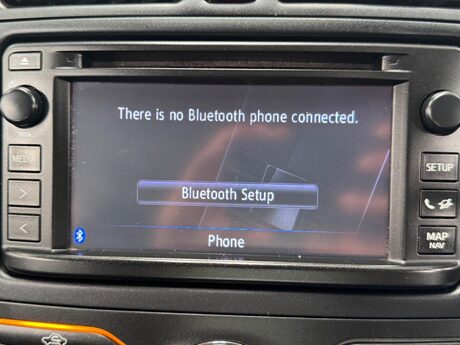 There is no Bluetooth phone connected.
MEDIA
SETUP
Bluetooth Setup
MAP
NAV
Phone